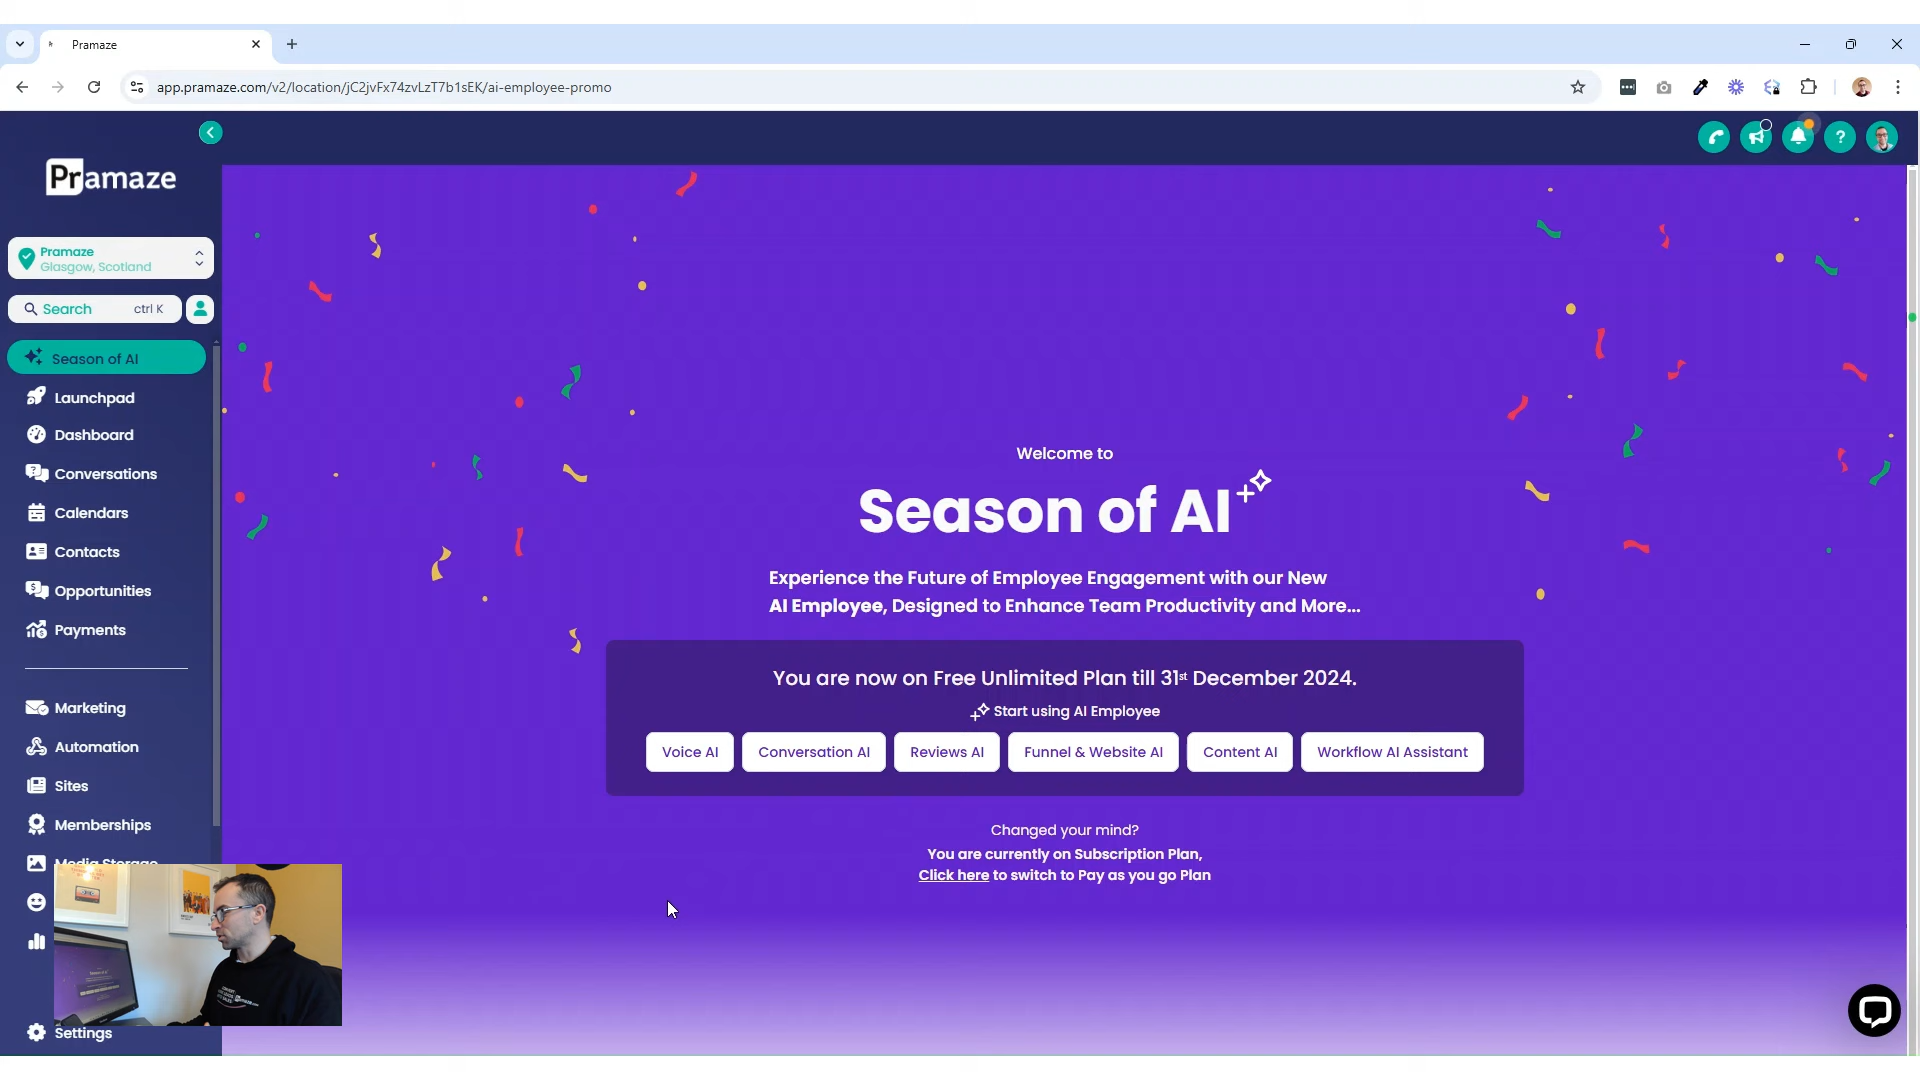 Pramaze
app.pramaze.com/v2/location/jC2jvFx74zvLzT7b1sEK/ai-employee-promo
Pramaze
Pramaze
Glasgow, Scotland
Search ctrl K
Season of AI
Launchpad
Dashboard
Conversations
Calendars
Contacts
Opportunities
Payments
Marketing
Automation
Sites
Memberships
Media Storage
Settings
Welcome to
Season of AI
Experience the Future of Employee Engagement with our New
AI Employee, Designed to Enhance Team Productivity and More...
You are now on Free Unlimited Plan till 31st December 2024.
Start using AI Employee
Voice AI
Conversation AI
Reviews AI
Funnel & Website AI
Content AI
Workflow AI Assistant
Changed your mind?
You are currently on Subscription Plan,
Click here to switch to Pay as you go Plan